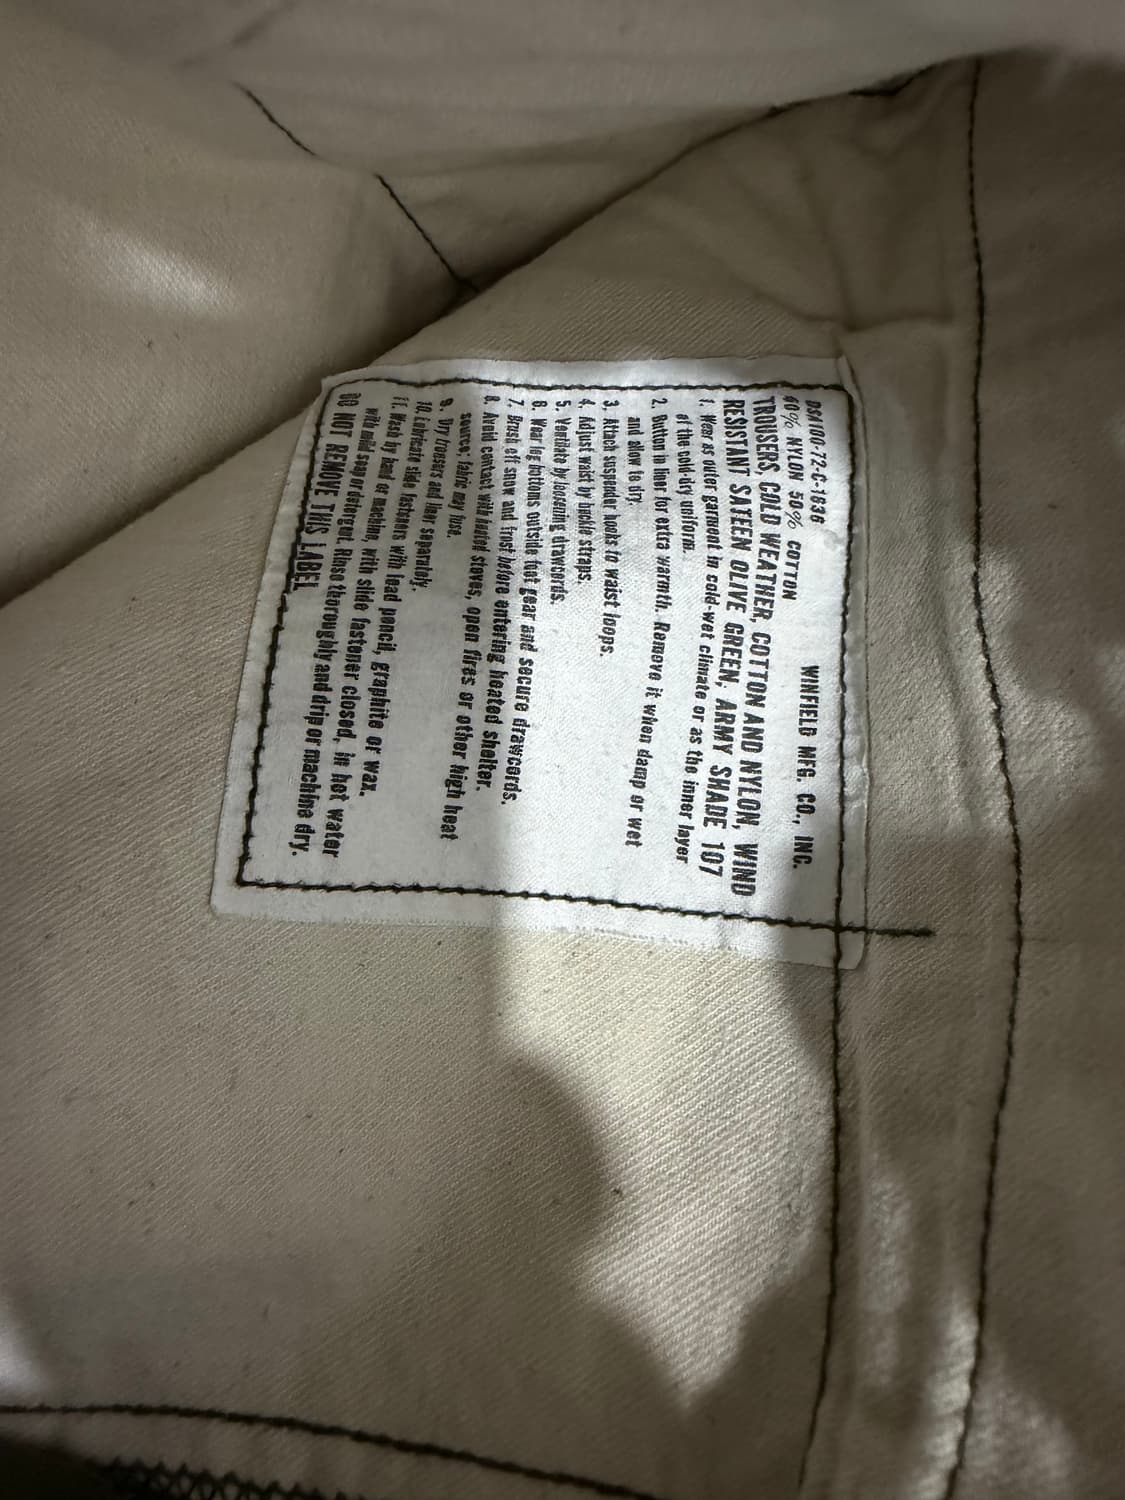 DSA100-72-C-1836
WINFIELD MFG. CO., INC.
50% COTTON
TROUSERS, COLD WEATHER, COTTON AND NYLON, WIND
RESISTANT SATEEN OLIVE GREEN, ARMY SHADE 107
1. Wear as outer garment in cold-wet climate or as the inner layer
of the cold-dry uniform.
2. Button in liner for extra warmth. Remove it when damp or wet
and allow to dry.
3. Attach suspender hooks to waist loops.
4. Adjust waist by buckle straps.
5. Ventilate by loosening drawcords.
6. Wear leg bottoms outside foot gear and secure drawcords.
7. Brush off snow and frost before entering heated shelter.
8. Avoid contact with heated stoves, open fires or other high heat
source; fabric may fuse.
9. Dry trousers and liner separately.
10. Lubricate slide fasteners with lead pencil, graphite or wax.
11. Wash by hand or machine, with slide fastener closed, in hot water
with mild soap or detergent. Rinse thoroughly and drip or machine dry.
DO NOT REMOVE THIS LABEL